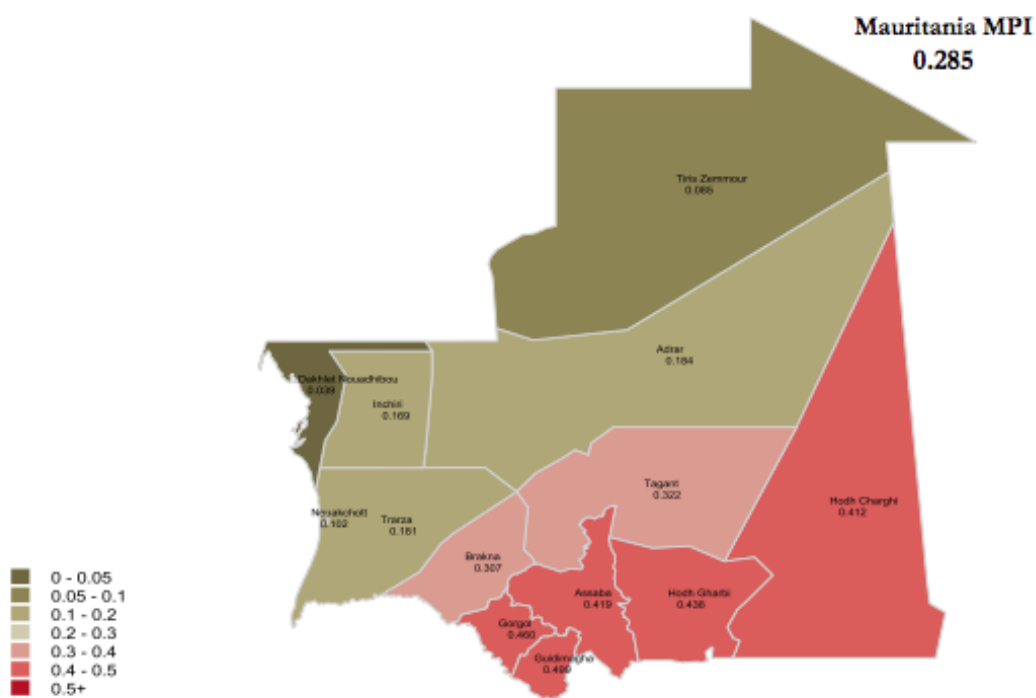 Mauritania MPI
0.285
Tiris Zemmour
0.085
Adrar
0.184
Dakhlet Nouadhibou
0.039
Inchiri
0.169
Tagant
0.322
Hodh Charghi
0.412
Nouakchott
0.102
Trarza
0.181
Brakna
0.307
Assaba
0.419
Hodh Gharbi
0.438
Gorgol
0.460
Guidimagha
0.499
0 - 0.05
0.05 - 0.1
0.1 - 0.2
0.2 - 0.3
0.3 - 0.4
0.4 - 0.5
0.5+